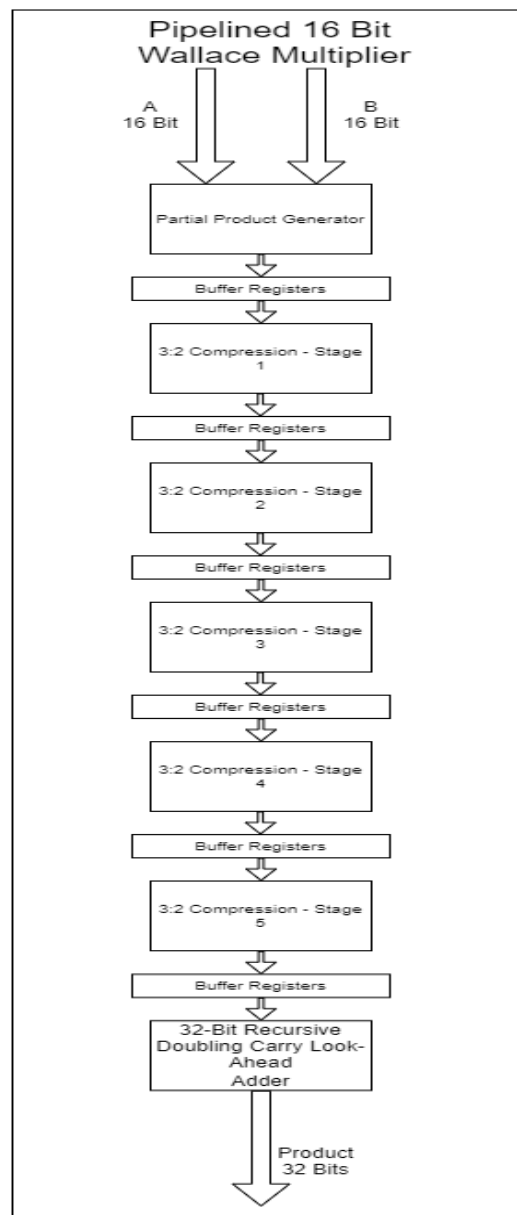 Pipelined 16 Bit
Wallace Multiplier
A
16 Bit
B
16 Bit
Partial Product Generator
Buffer Registers
3:2 Compression - Stage
1
Buffer Registers
3:2 Compression - Stage
2
Buffer Registers
3:2 Compression - Stage
3
Buffer Registers
3:2 Compression - Stage
4
Buffer Registers
3:2 Compression - Stage
5
Buffer Registers
32-Bit Recursive
Doubling Carry Look-
Ahead
Adder
Product
32 Bits